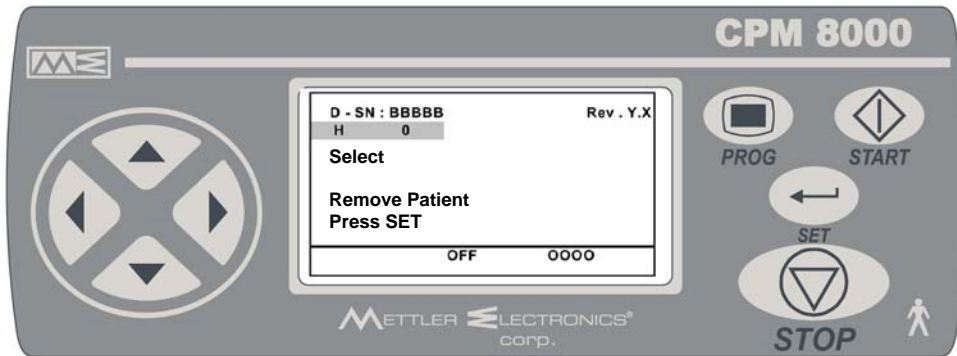 CPM 8000
D - SN : BBBBB Rev . Y.X
H 0
Select
Remove Patient
Press SET
OFF OOOO
PROG START
SET
STOP
METTLER ELECTRONICS®
corp.